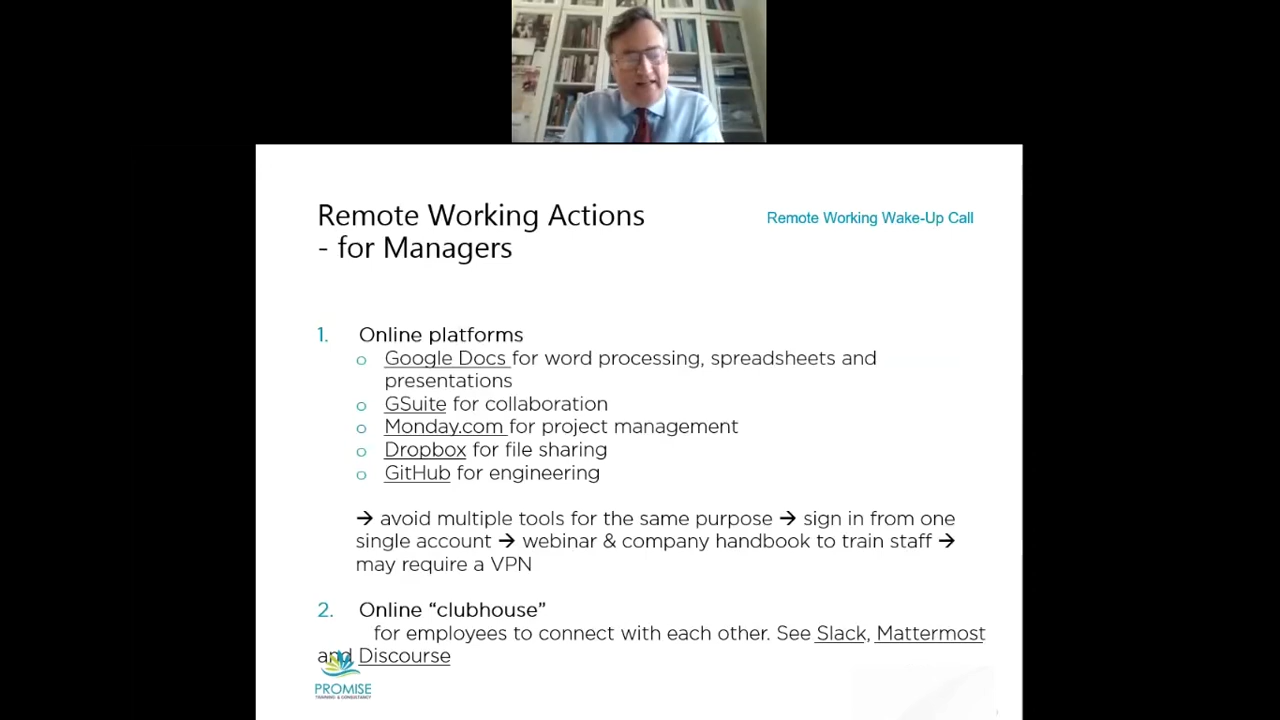 Remote Working Actions
- for Managers
Remote Working Wake-Up Call
1. Online platforms
o Google Docs for word processing, spreadsheets and
presentations
o GSuite for collaboration
o Monday.com for project management
o Dropbox for file sharing
o GitHub for engineering
→ avoid multiple tools for the same purpose → sign in from one
single account → webinar & company handbook to train staff →
may require a VPN
2. Online “clubhouse”
for employees to connect with each other. See Slack, Mattermost
and Discourse
PROMISE
TRAINING & CONSULTANCY